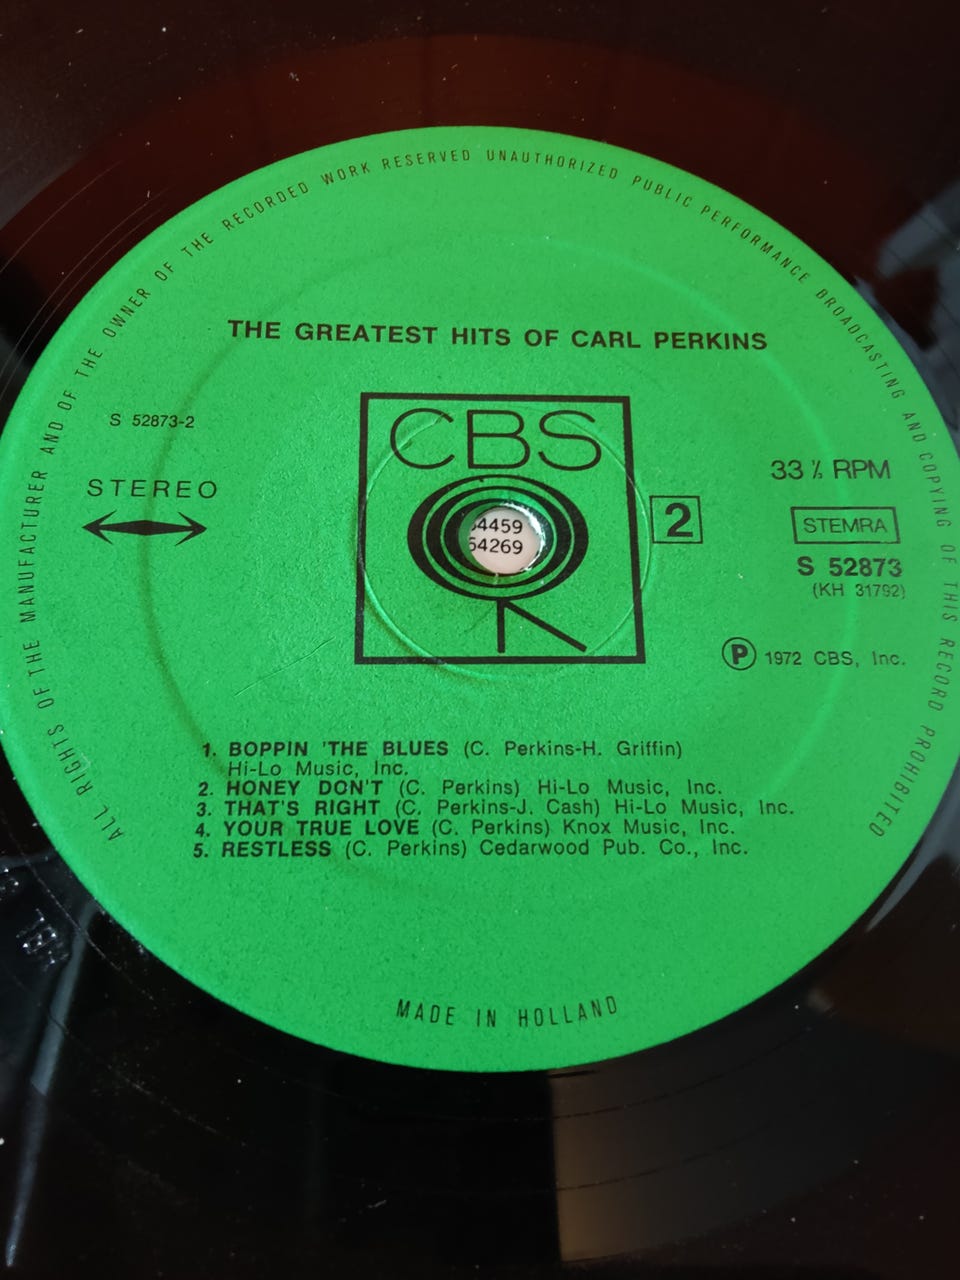 ALL RIGHTS OF THE MANUFACTURER AND OF THE OWNER OF THE RECORDED WORK RESERVED UNAUTHORIZED PUBLIC PERFORMANCE BROADCASTING AND COPYING OF THIS RECORD PROHIBITED
THE GREATEST HITS OF CARL PERKINS
S 52873-2
STEREO
CBS
4459
64269
2
33 ⅓ RPM
STEMRA
S 52873
(KH 31792)
Ⓟ 1972 CBS, Inc.
1. BOPPIN 'THE BLUES (C. Perkins-H. Griffin)
Hi-Lo Music, Inc.
2. HONEY DON'T (C. Perkins) Hi-Lo Music, Inc.
3. THAT'S RIGHT (C. Perkins-J. Cash) Hi-Lo Music, Inc.
4. YOUR TRUE LOVE (C. Perkins) Knox Music, Inc.
5. RESTLESS (C. Perkins) Cedarwood Pub. Co., Inc.
MADE IN HOLLAND